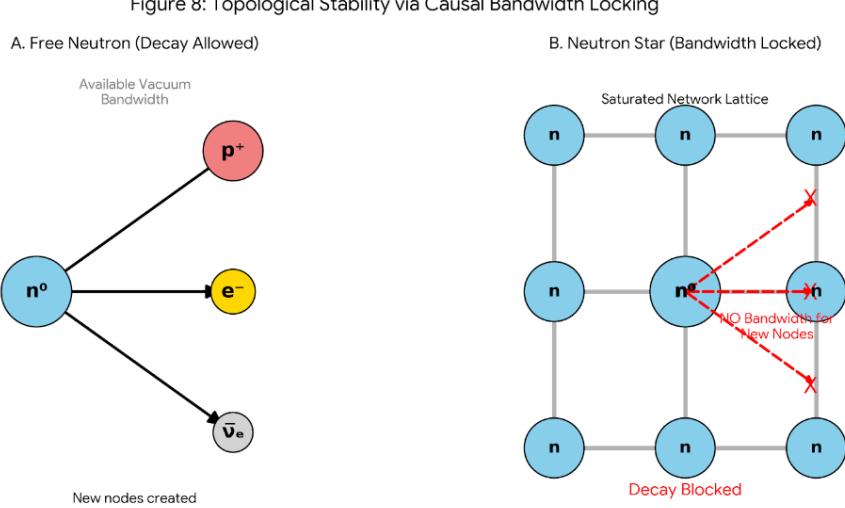 Figure 8: Topological Stability via Causal Bandwidth Locking
A. Free Neutron (Decay Allowed)
Available Vacuum
Bandwidth
p⁺
n⁰
e⁻
ν̄ₑ
New nodes created
B. Neutron Star (Bandwidth Locked)
Saturated Network Lattice
n
n
n
X
n
n⁰
X
n
NO Bandwidth for
New Nodes
X
n
n
n
Decay Blocked